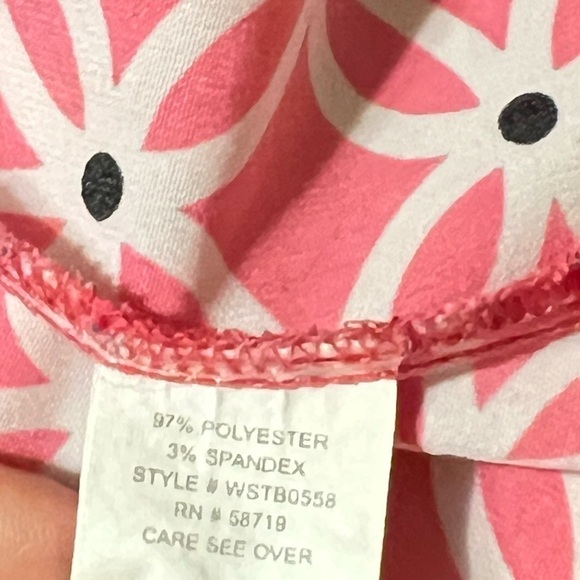 97% POLYESTER
3% SPANDEX
STYLE # WSTB0558
RN # 58719
CARE SEE OVER